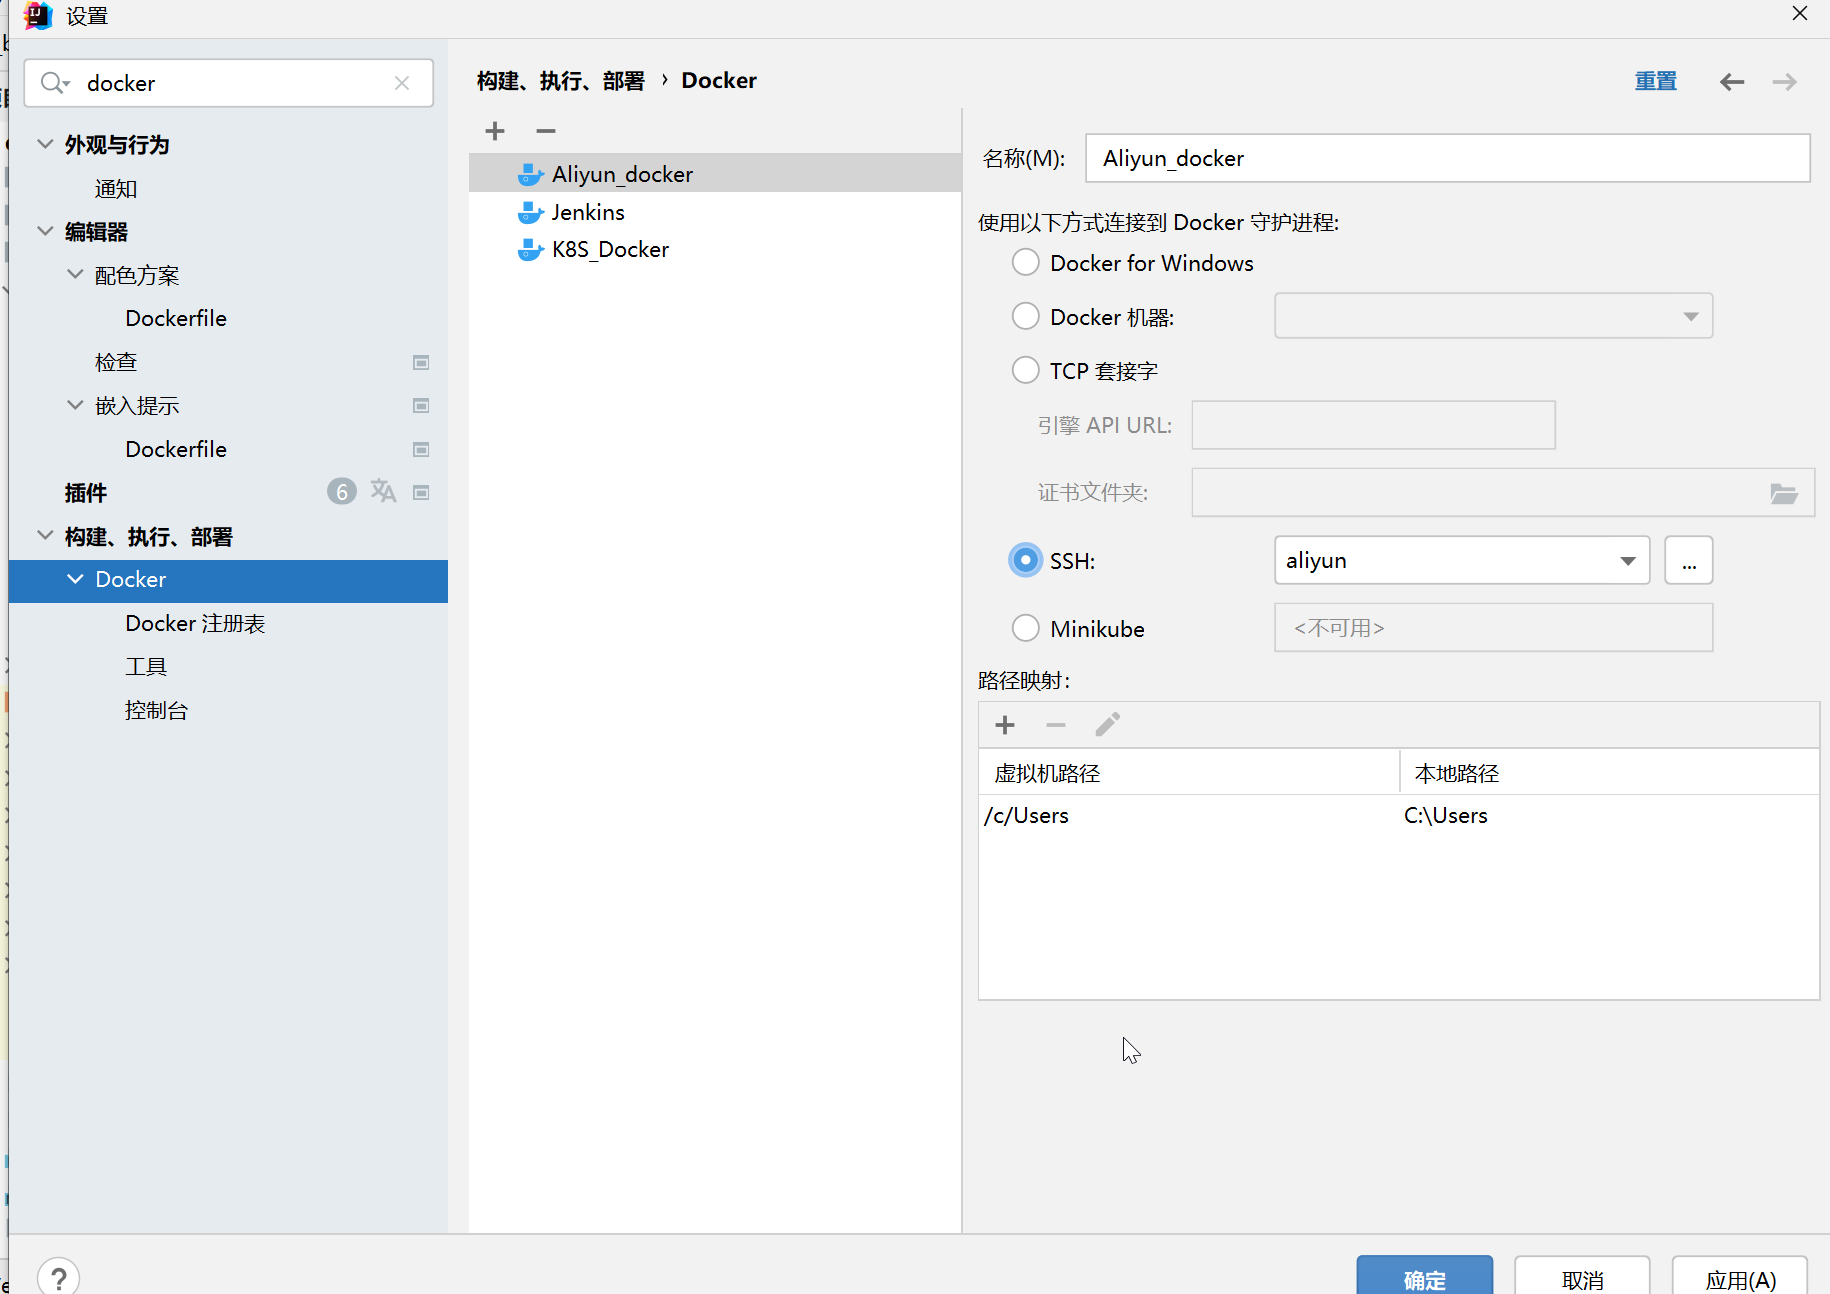 设置
docker
外观与行为
通知
编辑器
配色方案
Dockerfile
检查
嵌入提示
Dockerfile
插件 6
构建、执行、部署
Docker
Docker 注册表
工具
控制台
?
构建、执行、部署 › Docker
重置
Aliyun_docker
Jenkins
K8S_Docker
名称(M): Aliyun_docker
使用以下方式连接到 Docker 守护进程:
Docker for Windows
Docker 机器:
TCP 套接字
引擎 API URL:
证书文件夹:
SSH: aliyun ...
Minikube <不可用>
路径映射:
虚拟机路径 本地路径
/c/Users C:\Users
确定 取消 应用(A)